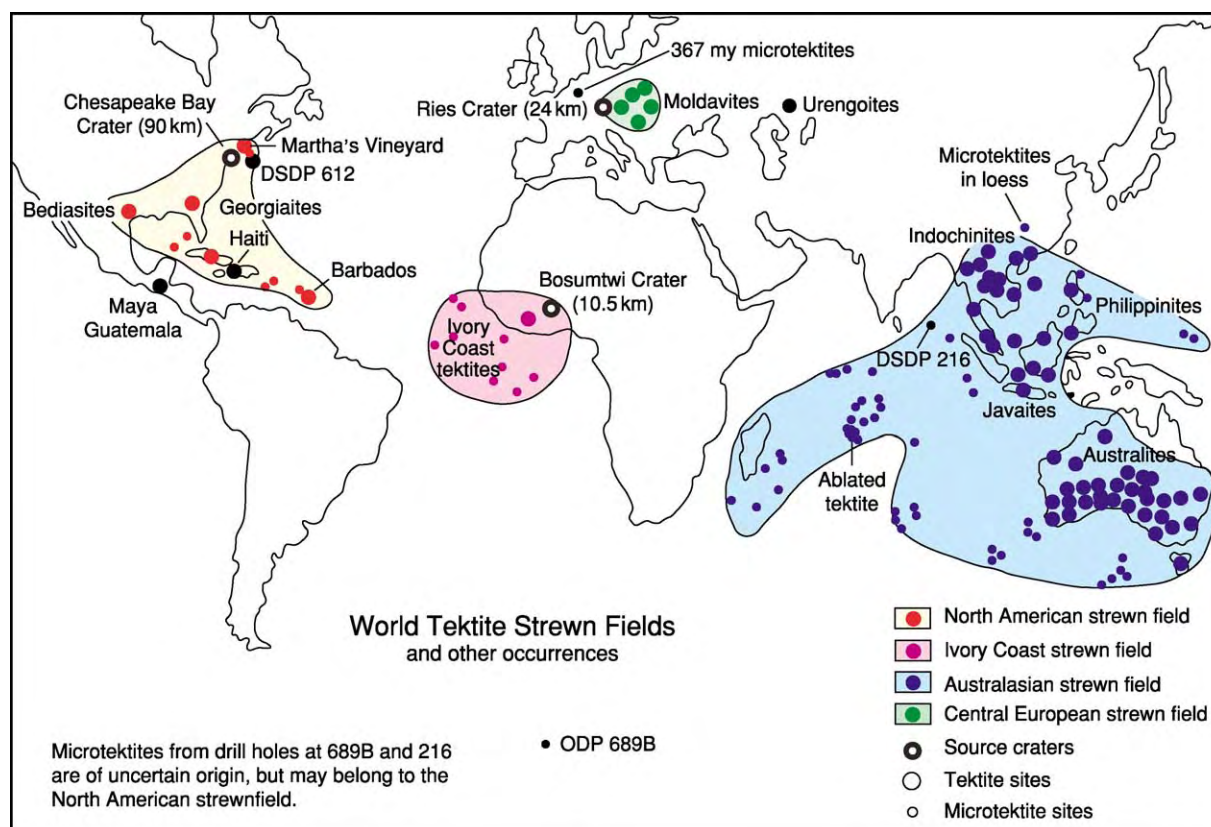 367 my microtektites
Chesapeake Bay
Crater (90 km)
Ries Crater (24 km)
Moldavites
Urengoites
Martha's Vineyard
DSDP 612
Microtektites
in loess
Bediasites
Georgiaites
Indochinites
Haiti
Barbados
Bosumtwi Crater
(10.5 km)
Maya
Guatemala
Philippinites
Ivory
Coast
tektites
DSDP 216
Javaites
Australites
Ablated
tektite
World Tektite Strewn Fields
and other occurrences
North American strewn field
Ivory Coast strewn field
Australasian strewn field
Central European strewn field
Source craters
Tektite sites
Microtektite sites
Microtektites from drill holes at 689B and 216
are of uncertain origin, but may belong to the
North American strewnfield.
ODP 689B